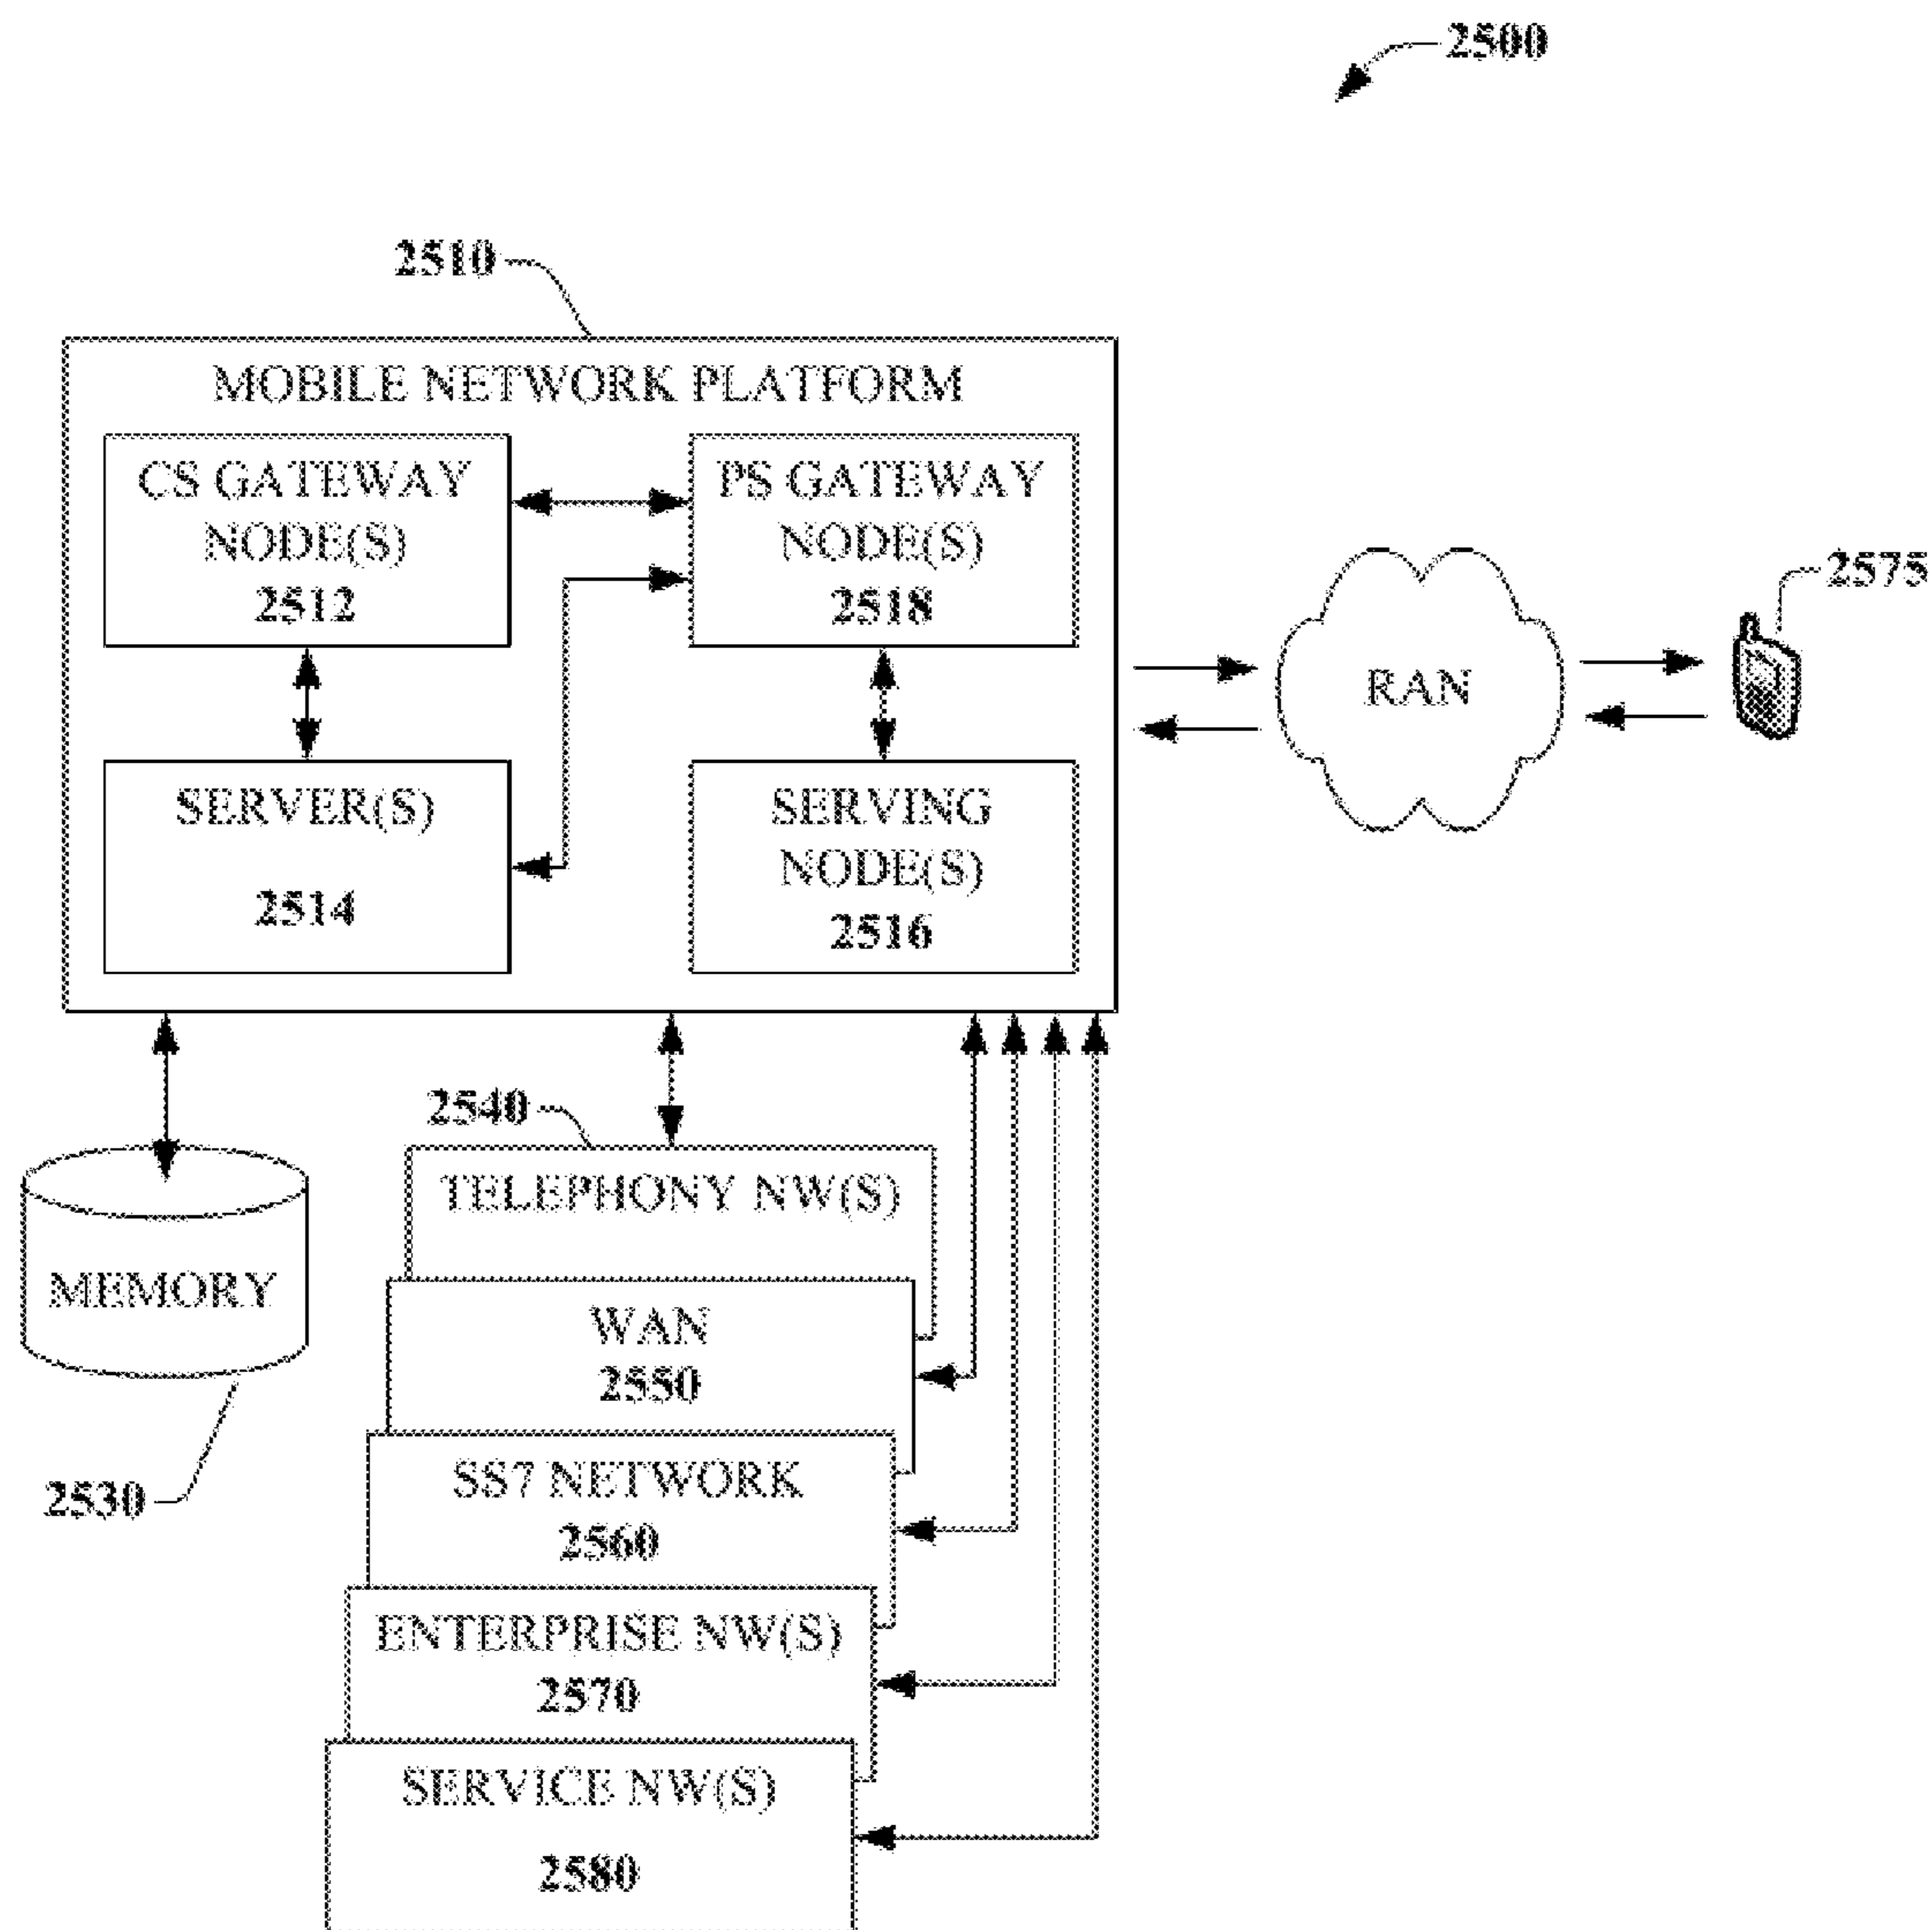 2500
2510
MOBILE NETWORK PLATFORM
CS GATEWAY
NODE(S)
2512
PS GATEWAY
NODE(S)
2518
SERVER(S)
2514
SERVING
NODE(S)
2516
RAN
2575
2540
TELEPHONY NW(S)
MEMORY
2530
WAN
2550
SS7 NETWORK
2560
ENTERPRISE NW(S)
2570
SERVICE NW(S)
2580